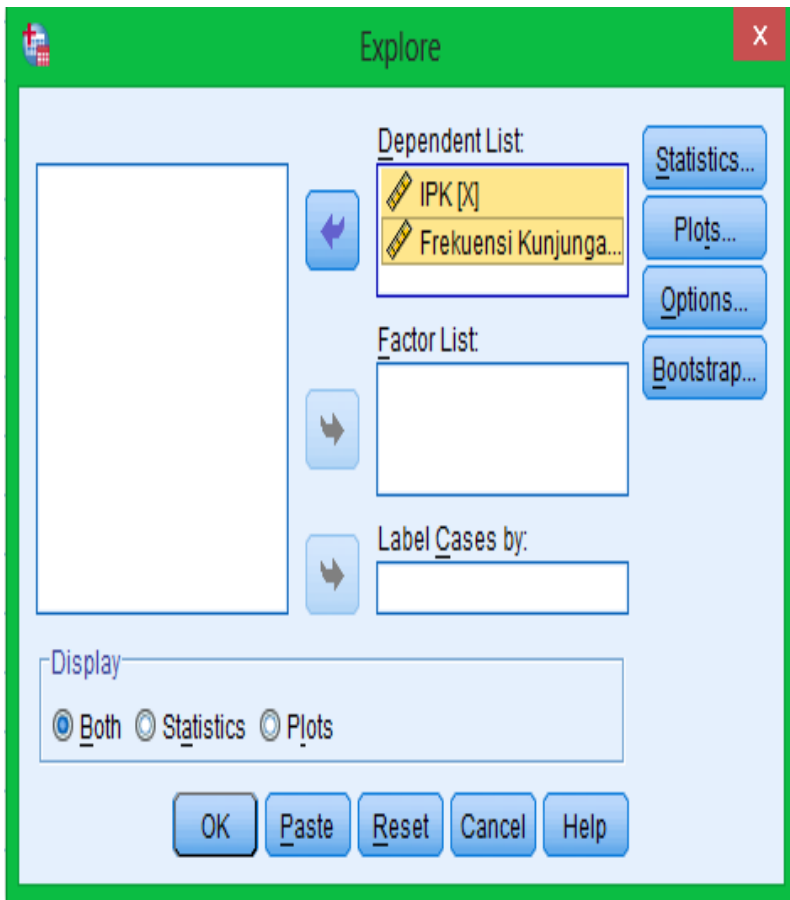 Explore
x
Dependent List:
IPK [X]
Frekuensi Kunjunga...
Statistics...
Plots...
Options...
Bootstrap...
Factor List:
Label Cases by:
Display
Both Statistics Plots
OK Paste Reset Cancel Help